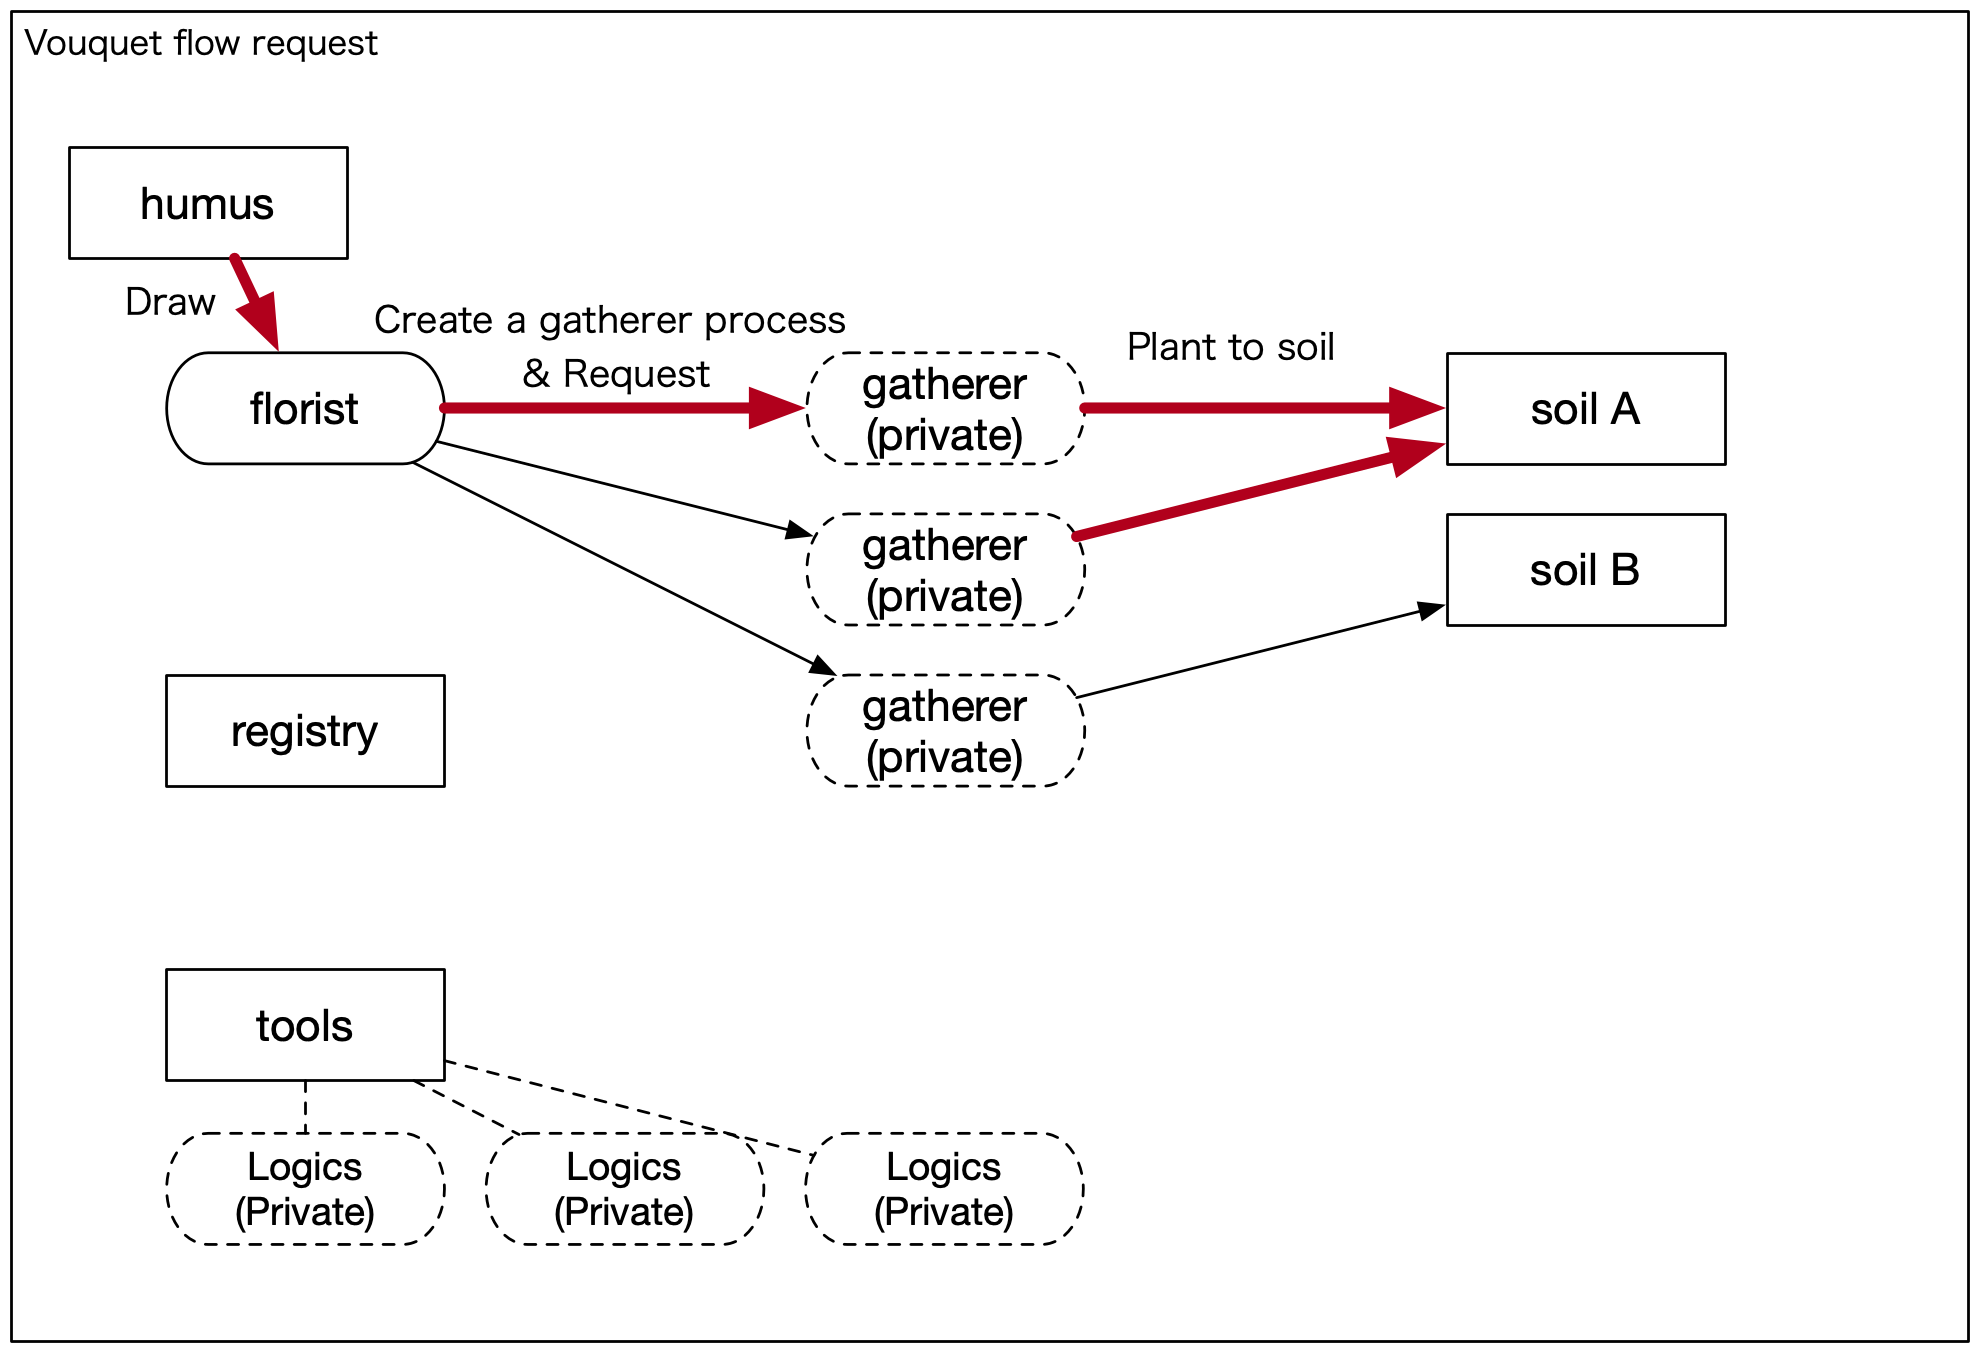 Vouquet flow request
humus
Draw
Create a gatherer process
& Request
Plant to soil
florist
gatherer
(private)
soil A
gatherer
(private)
soil B
registry
gatherer
(private)
tools
Logics
(Private)
Logics
(Private)
Logics
(Private)